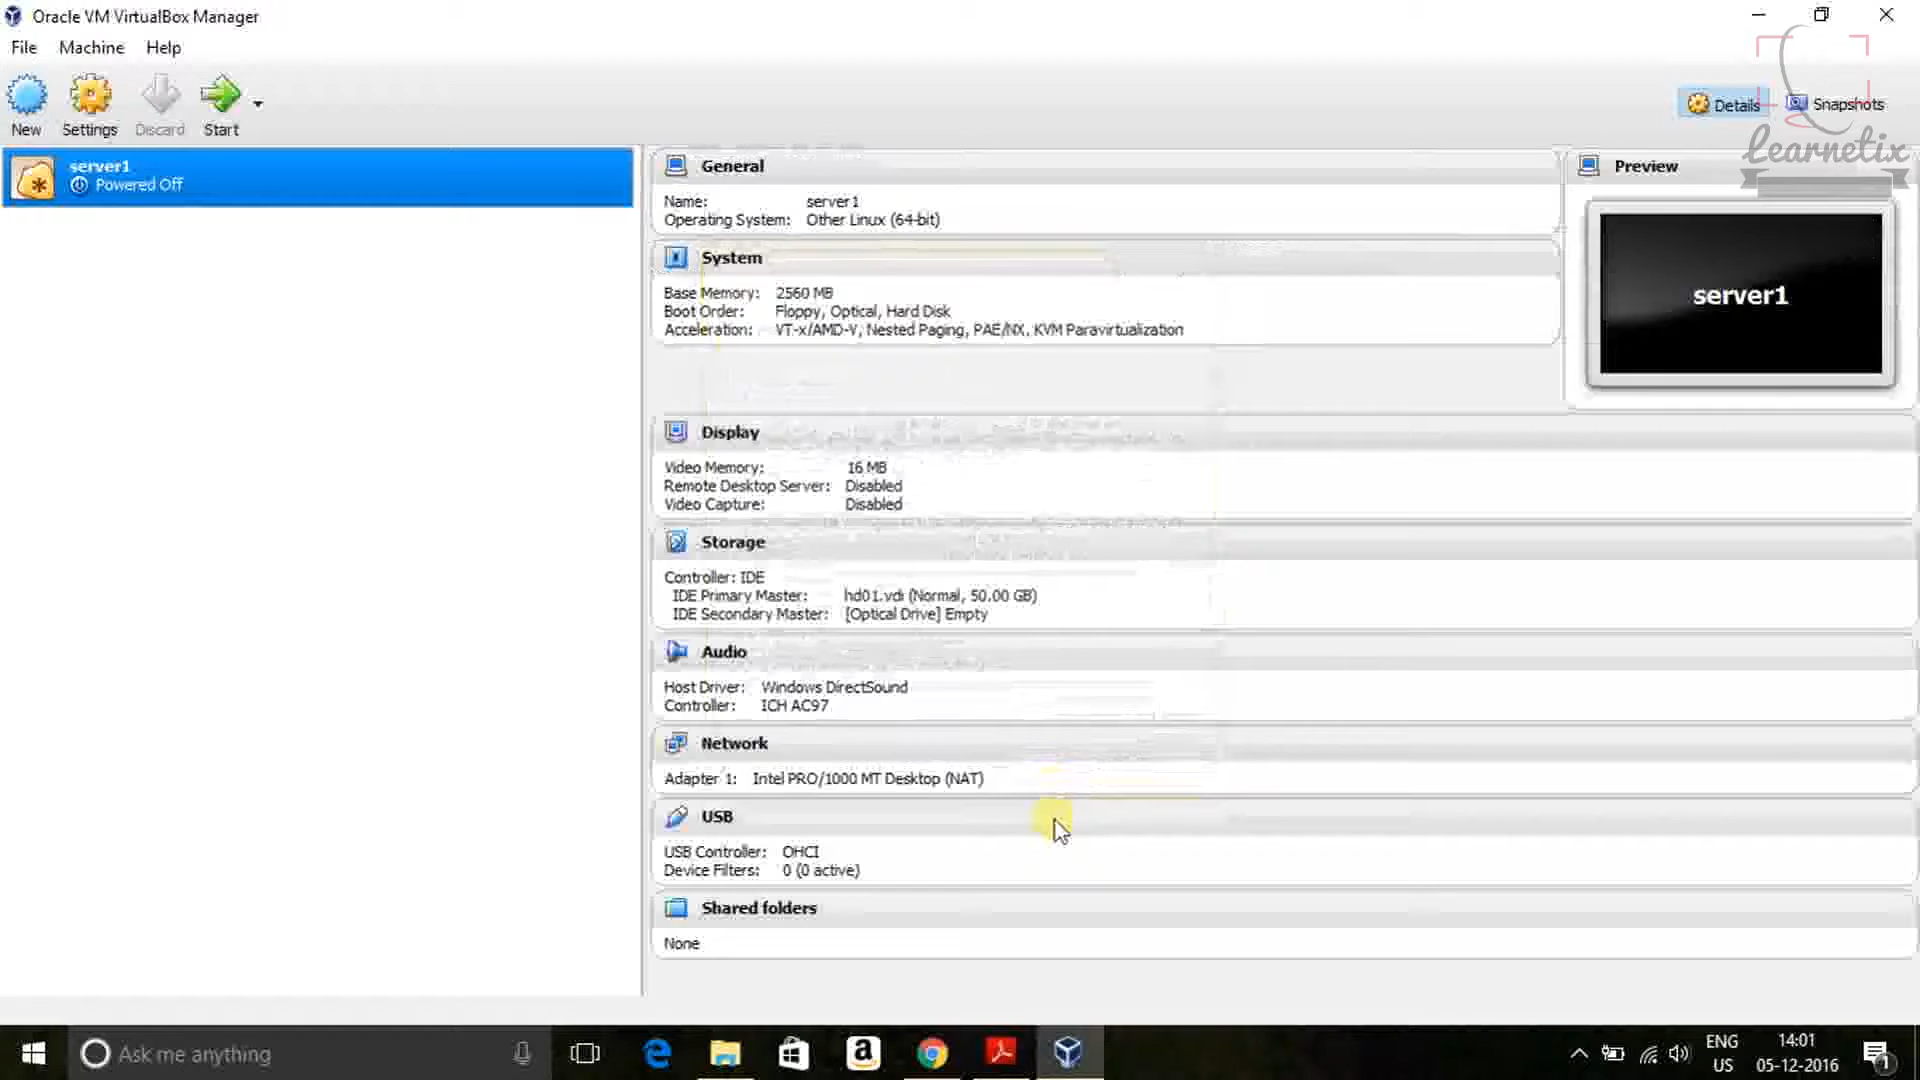 Oracle VM VirtualBox Manager
File Machine Help
New Settings Discard Start
Details Snapshots
Learnetix
server1
Powered Off
General
Name: server1
Operating System: Other Linux (64-bit)
System
Base Memory: 2560 MB
Boot Order: Floppy, Optical, Hard Disk
Acceleration: VT-x/AMD-V, Nested Paging, PAE/NX, KVM Paravirtualization
Preview
server1
Display
Video Memory: 16 MB
Remote Desktop Server: Disabled
Video Capture: Disabled
Storage
Controller: IDE
IDE Primary Master: hd01.vdi (Normal, 50.00 GB)
IDE Secondary Master: [Optical Drive] Empty
Audio
Host Driver: Windows DirectSound
Controller: ICH AC97
Network
Adapter 1: Intel PRO/1000 MT Desktop (NAT)
USB
USB Controller: OHCI
Device Filters: 0 (0 active)
Shared folders
None
Ask me anything
ENG
US
14:01
05-12-2016
1